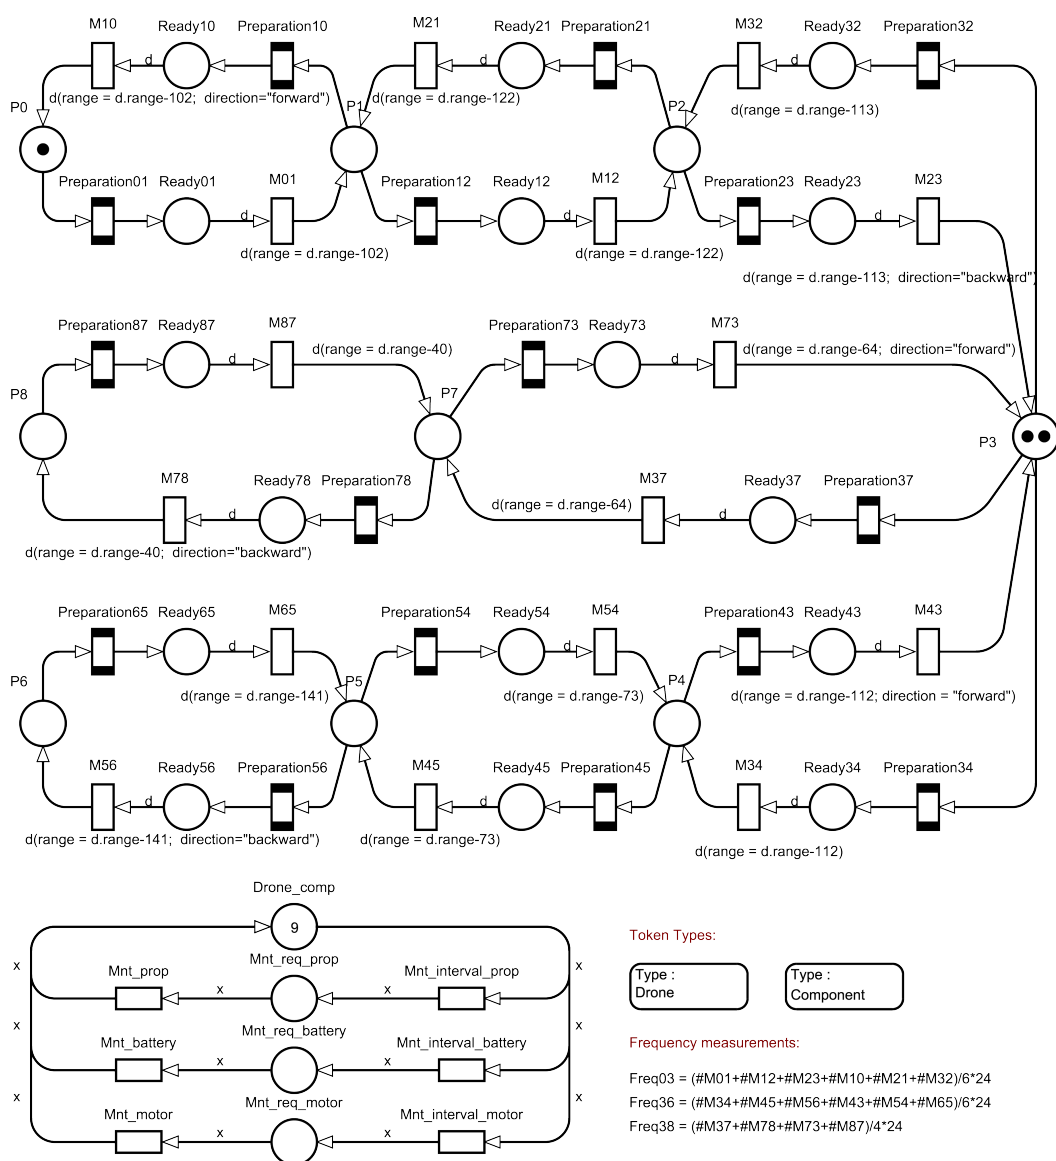 M10 Ready10 Preparation10 M21 Ready21 Preparation21 M32 Ready32 Preparation32
d d d
d(range = d.range-102;  direction="forward") d(range = d.range-122) d(range = d.range-113)
P0 P1 P2
Preparation01 Ready01 M01 Preparation12 Ready12 M12 Preparation23 Ready23 M23
d d d
d(range = d.range-102) d(range = d.range-122)
d(range = d.range-113;  direction="backward")
Preparation87 Ready87 M87 Preparation73 Ready73 M73
d(range = d.range-40) d(range = d.range-64;  direction="forward")
d d
P8 P7 P3
M78 Ready78 Preparation78 M37 Ready37 Preparation37
d(range = d.range-64)
d d
d(range = d.range-40;  direction="backward")
Preparation65 Ready65 M65 Preparation54 Ready54 M54 Preparation43 Ready43 M43
d d d
P6 P5 P4
d(range = d.range-141) d(range = d.range-73) d(range = d.range-112; direction = "forward")
M56 Ready56 Preparation56 M45 Ready45 Preparation45 M34 Ready34 Preparation34
d d d
d(range = d.range-141;  direction="backward") d(range = d.range-73)
d(range = d.range-112)
Drone_comp
9
x x
Mnt_prop Mnt_req_prop Mnt_interval_prop
x x
x x
Mnt_battery Mnt_req_battery Mnt_interval_battery
x x
x x
Mnt_motor Mnt_req_motor Mnt_interval_motor
x x
Token Types:
Type :
Drone
Type :
Component
Frequency measurements:
Freq03 = (#M01+#M12+#M23+#M10+#M21+#M32)/6*24
Freq36 = (#M34+#M45+#M56+#M43+#M54+#M65)/6*24
Freq38 = (#M37+#M78+#M73+#M87)/4*24